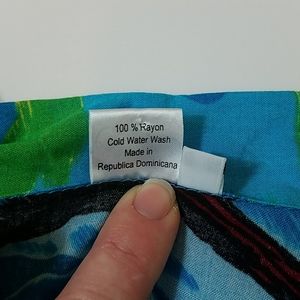 100 % Rayon
Cold Water Wash
Made in
Republica Dominicana